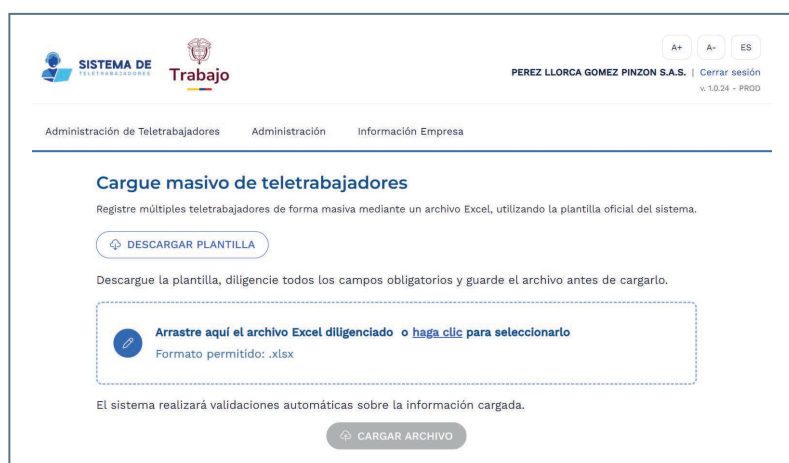 A+ A- ES
SISTEMA DE
TELETRABAJADORES
Trabajo
PEREZ LLORCA GOMEZ PINZON S.A.S. | Cerrar sesión
v. 1.0.24 - PROD
Administración de Teletrabajadores Administración Información Empresa
Cargue masivo de teletrabajadores
Registre múltiples teletrabajadores de forma masiva mediante un archivo Excel, utilizando la plantilla oficial del sistema.
DESCARGAR PLANTILLA
Descargue la plantilla, diligencie todos los campos obligatorios y guarde el archivo antes de cargarlo.
Arrastre aquí el archivo Excel diligenciado o haga clic para seleccionarlo
Formato permitido: .xlsx
El sistema realizará validaciones automáticas sobre la información cargada.
CARGAR ARCHIVO